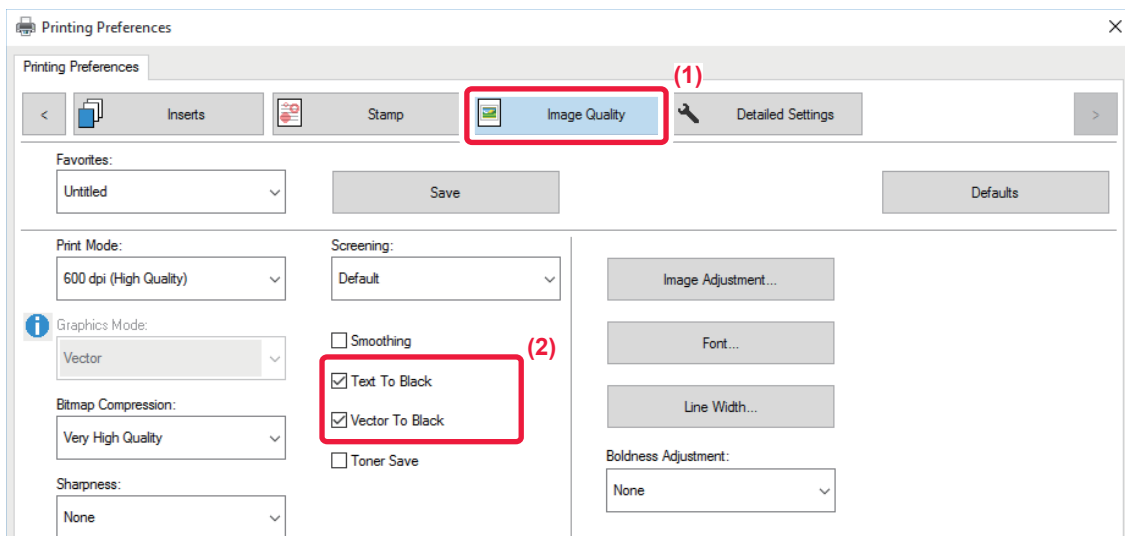 Printing Preferences
Printing Preferences
(1)
< Inserts Stamp Image Quality Detailed Settings >
Favorites:
Untitled Save Defaults
Print Mode: Screening:
600 dpi (High Quality) Default Image Adjustment...
Graphics Mode:
Smoothing (2) Font...
Vector
Text To Black
Bitmap Compression: Line Width...
Vector To Black
Very High Quality
Toner Save Boldness Adjustment:
Sharpness:
None None